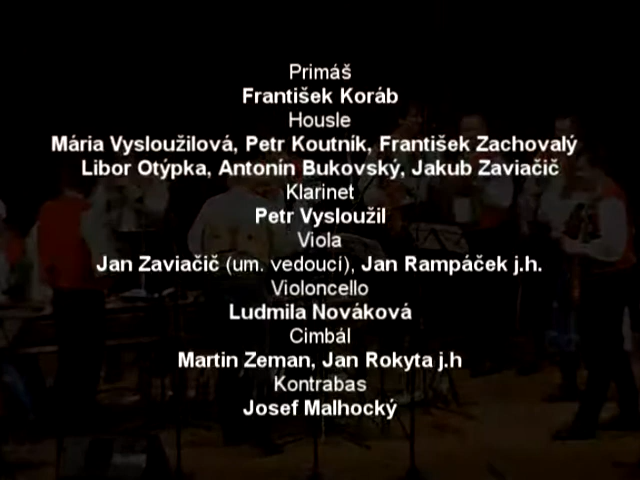 Primáš
František Koráb
Housle
Mária Vysloužilová, Petr Koutník, František Zachovalý
Libor Otýpka, Antonín Bukovský, Jakub Zaviačič
Klarinet
Petr Vysloužil
Viola
Jan Zaviačič (um. vedoucí), Jan Rampáček j.h.
Violoncello
Ludmila Nováková
Cimbál
Martin Zeman, Jan Rokyta j.h
Kontrabas
Josef Malhocký